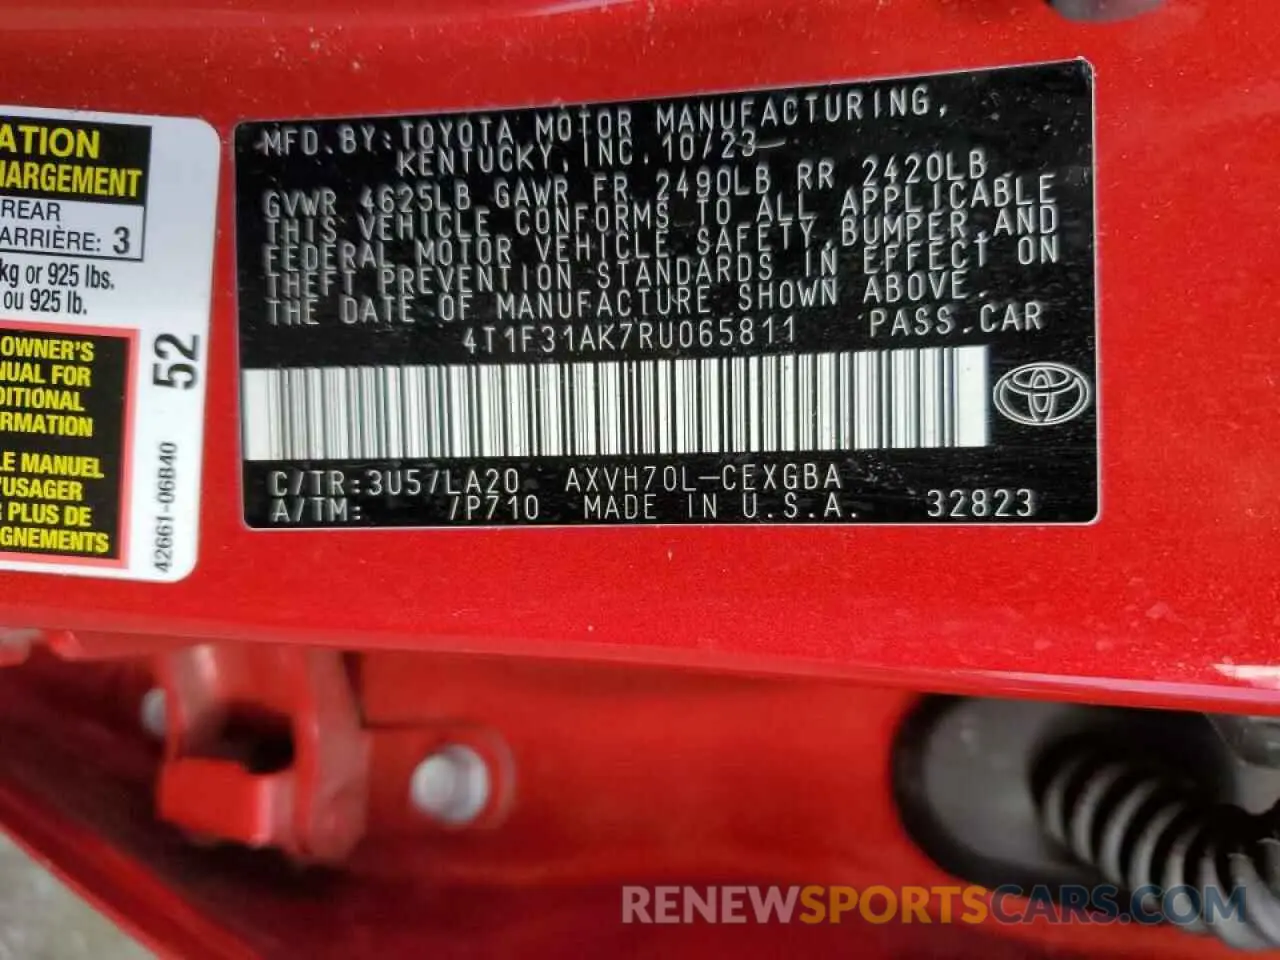 ATION
HARGEMENT
REAR
ARRIÈRE: 3
kg or 925 lbs.
ou 925 lb.
OWNER'S
NUAL FOR
DITIONAL
RMATION
LE MANUEL
'USAGER
R PLUS DE
GNEMENTS
52
42661-06B40
MFD. BY: TOYOTA MOTOR MANUFACTURING,
KENTUCKY, INC. 10/23
GVWR 4625LB GAWR FR 2490LB RR 2420LB
THIS VEHICLE CONFORMS TO ALL APPLICABLE
FEDERAL MOTOR VEHICLE SAFETY, BUMPER, AND
THEFT PREVENTION STANDARDS IN EFFECT ON
THE DATE OF MANUFACTURE SHOWN ABOVE.
4T1F31AK7RU065811 PASS.CAR
C/TR:3U5/LA20 AXVH70L-CEXGBA
A/TM: /P710 MADE IN U.S.A. 32823
RENEWSPORTSCARS.COM